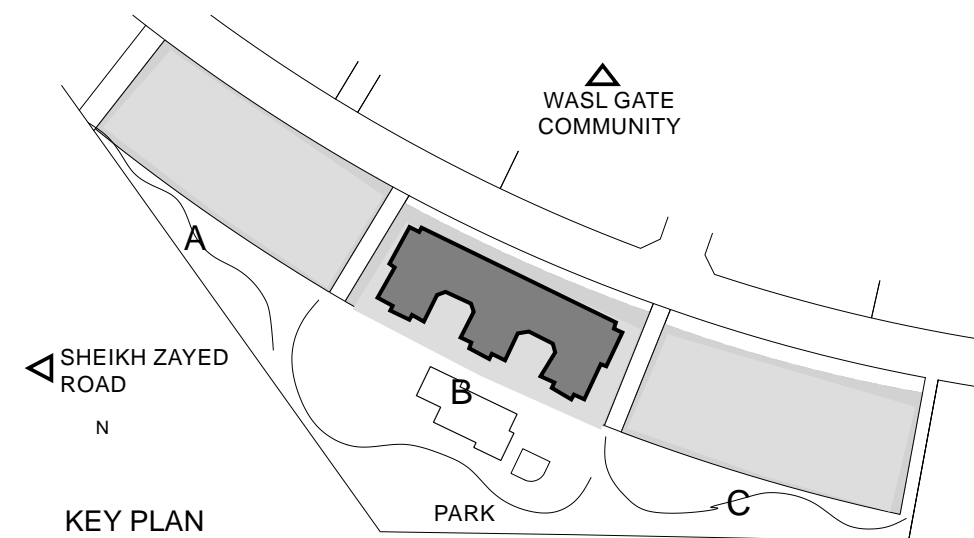 WASL GATE
COMMUNITY
A
SHEIKH ZAYED
ROAD
B
N
C
PARK
KEY PLAN